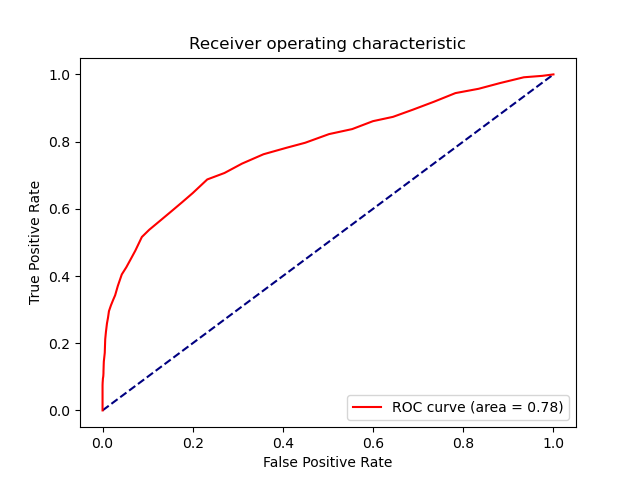 Receiver operating characteristic
True Positive Rate
1.0
0.8
0.6
0.4
0.2
0.0
0.0 0.2 0.4 0.6 0.8 1.0
False Positive Rate
ROC curve (area = 0.78)